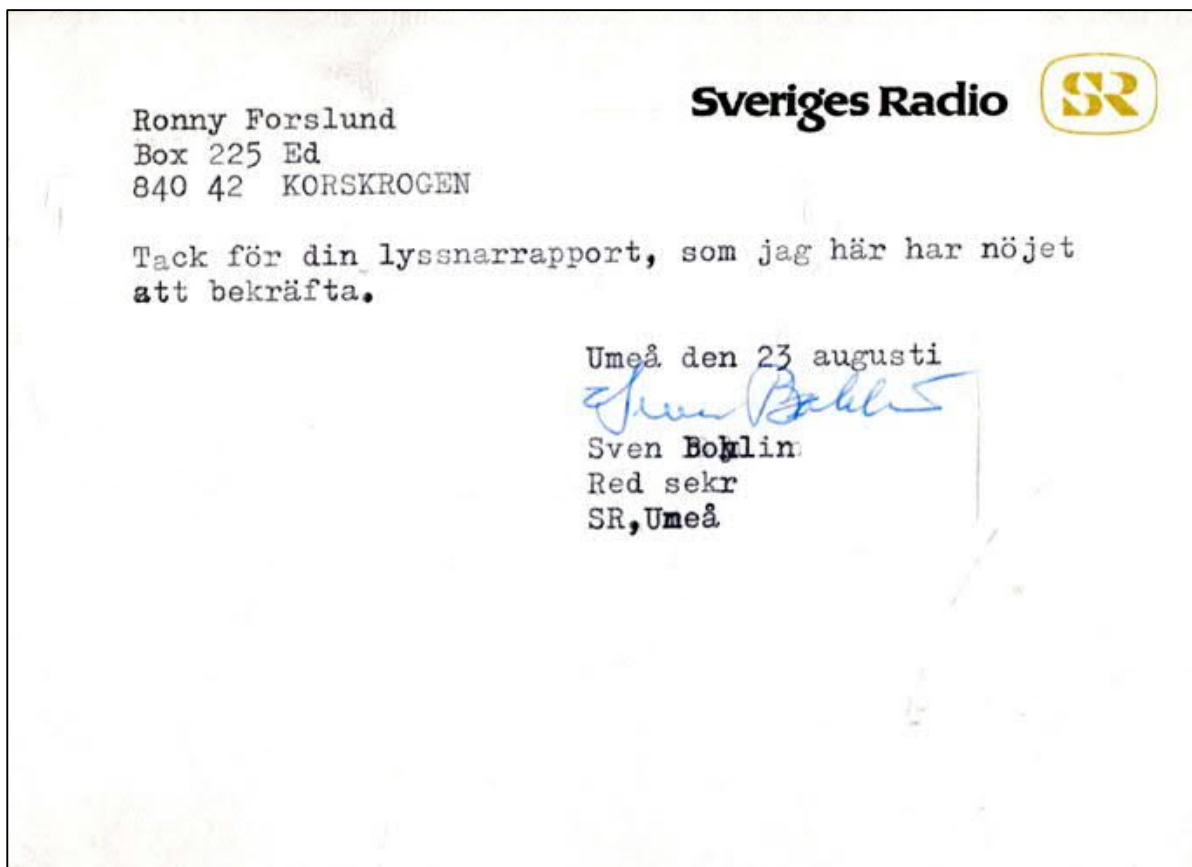 Sveriges Radio SR
Ronny Forslund
Box 225 Ed
840 42 KORSKROGEN
Tack för din lyssnarrapport, som jag här har nöjet
att bekräfta.
Umeå den 23 augusti
Sven Bohlin
Red sekr
SR,Umeå